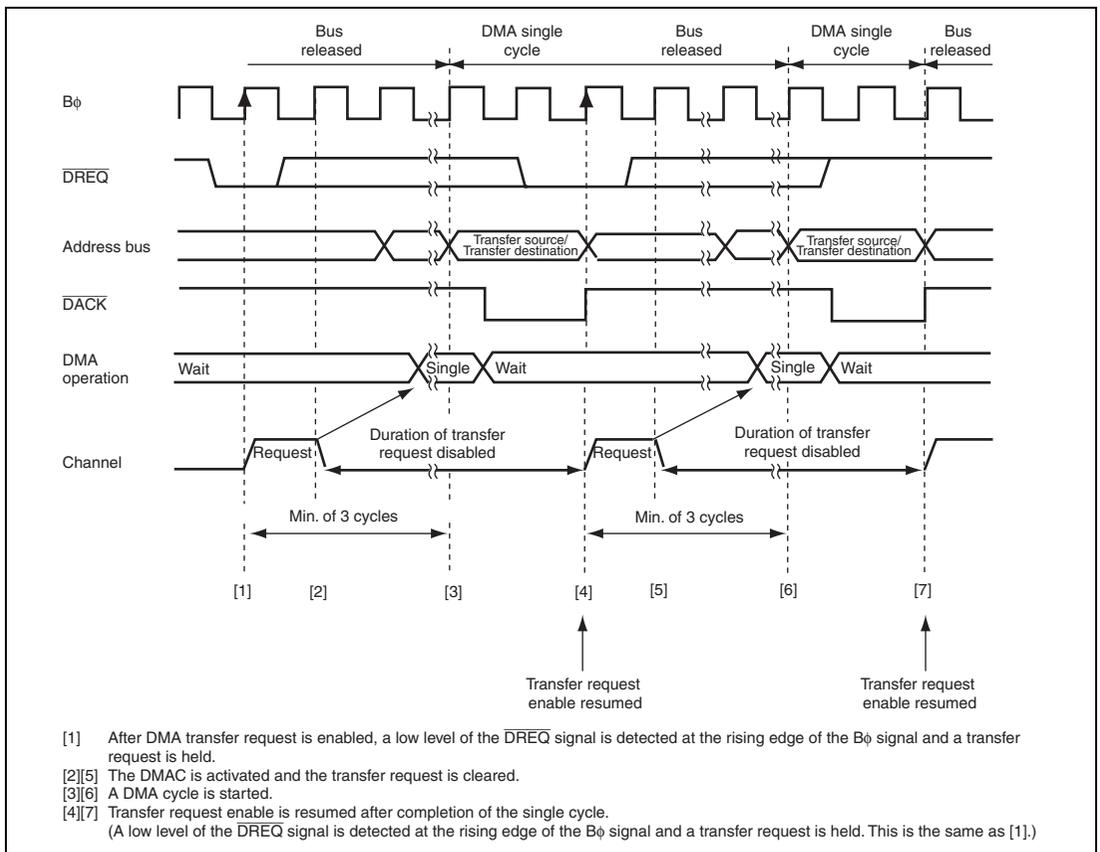 Bus
released
DMA single
cycle
Bus
released
DMA single
cycle
Bus
released
Bϕ
DREQ
Address bus
Transfer source/
Transfer destination
Transfer source/
Transfer destination
DACK
DMA
operation
Wait
Single
Wait
Single
Wait
Channel
Request
Duration of transfer
request disabled
Request
Duration of transfer
request disabled
Min. of 3 cycles
Min. of 3 cycles
[1]
[2]
[3]
[4]
[5]
[6]
[7]
Transfer request
enable resumed
Transfer request
enable resumed
[1] After DMA transfer request is enabled, a low level of the DREQ signal is detected at the rising edge of the Bϕ signal and a transfer
request is held.
[2][5] The DMAC is activated and the transfer request is cleared.
[3][6] A DMA cycle is started.
[4][7] Transfer request enable is resumed after completion of the single cycle.
(A low level of the DREQ signal is detected at the rising edge of the Bϕ signal and a transfer request is held. This is the same as [1].)